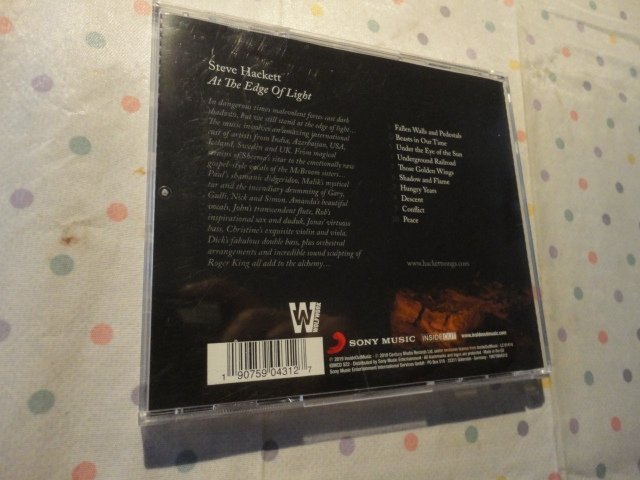 Steve Hackett
At The Edge Of Light
In dangerous times malevolent forces cast dark
shadows, but we still stand at the edge of light...
The music involves an amazing international
cast of artists from India, Azerbaijan, USA,
Iceland, Sweden and UK. From magical
of Sheema's sitar to the emotionally new
gospel-style vocals of the McBroom sisters...
Paul's shamanic didgeridoo, Malik's mystical
tar and the incendiary drumming of Gary,
Gulli, Nick and Simon. Amanda's beautiful
vocals, John's transcendent flute, Rob's
inspirational sax and duduk, Jonas' virtuoso
bass, Christine's exquisite violin and viola,
Dick's fabulous double bass, plus orchestral
arrangements and incredible sound sculpting of
Roger King all add to the alchemy...
Fallen Walls and Pedestals
Beasts in Our Time
Under the Eye of the Sun
Underground Railroad
Those Golden Wings
Shadow and Flame
Hungry Years
Descent
Conflict
Peace
www.hackettsongs.com
W
WOLFWORK
SONY MUSIC
INSIDEOUT
www.insideoutmusic.com
1 90759 04312 7